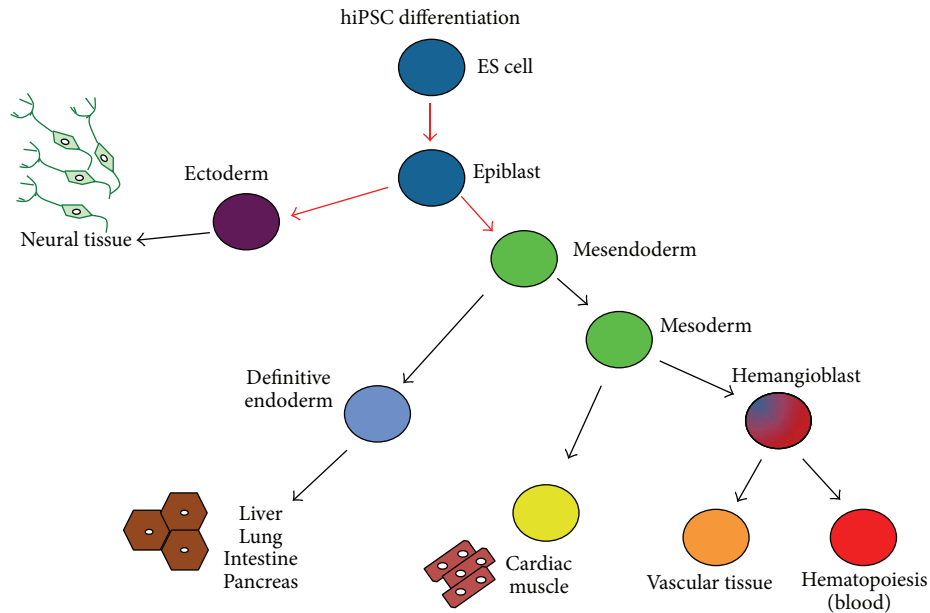 hiPSC differentiation
ES cell
Epiblast
Ectoderm
Neural tissue
Mesendoderm
Mesoderm
Definitive
endoderm
Hemangioblast
Liver
Lung
Intestine
Pancreas
Cardiac
muscle
Vascular tissue
Hematopoiesis
(blood)